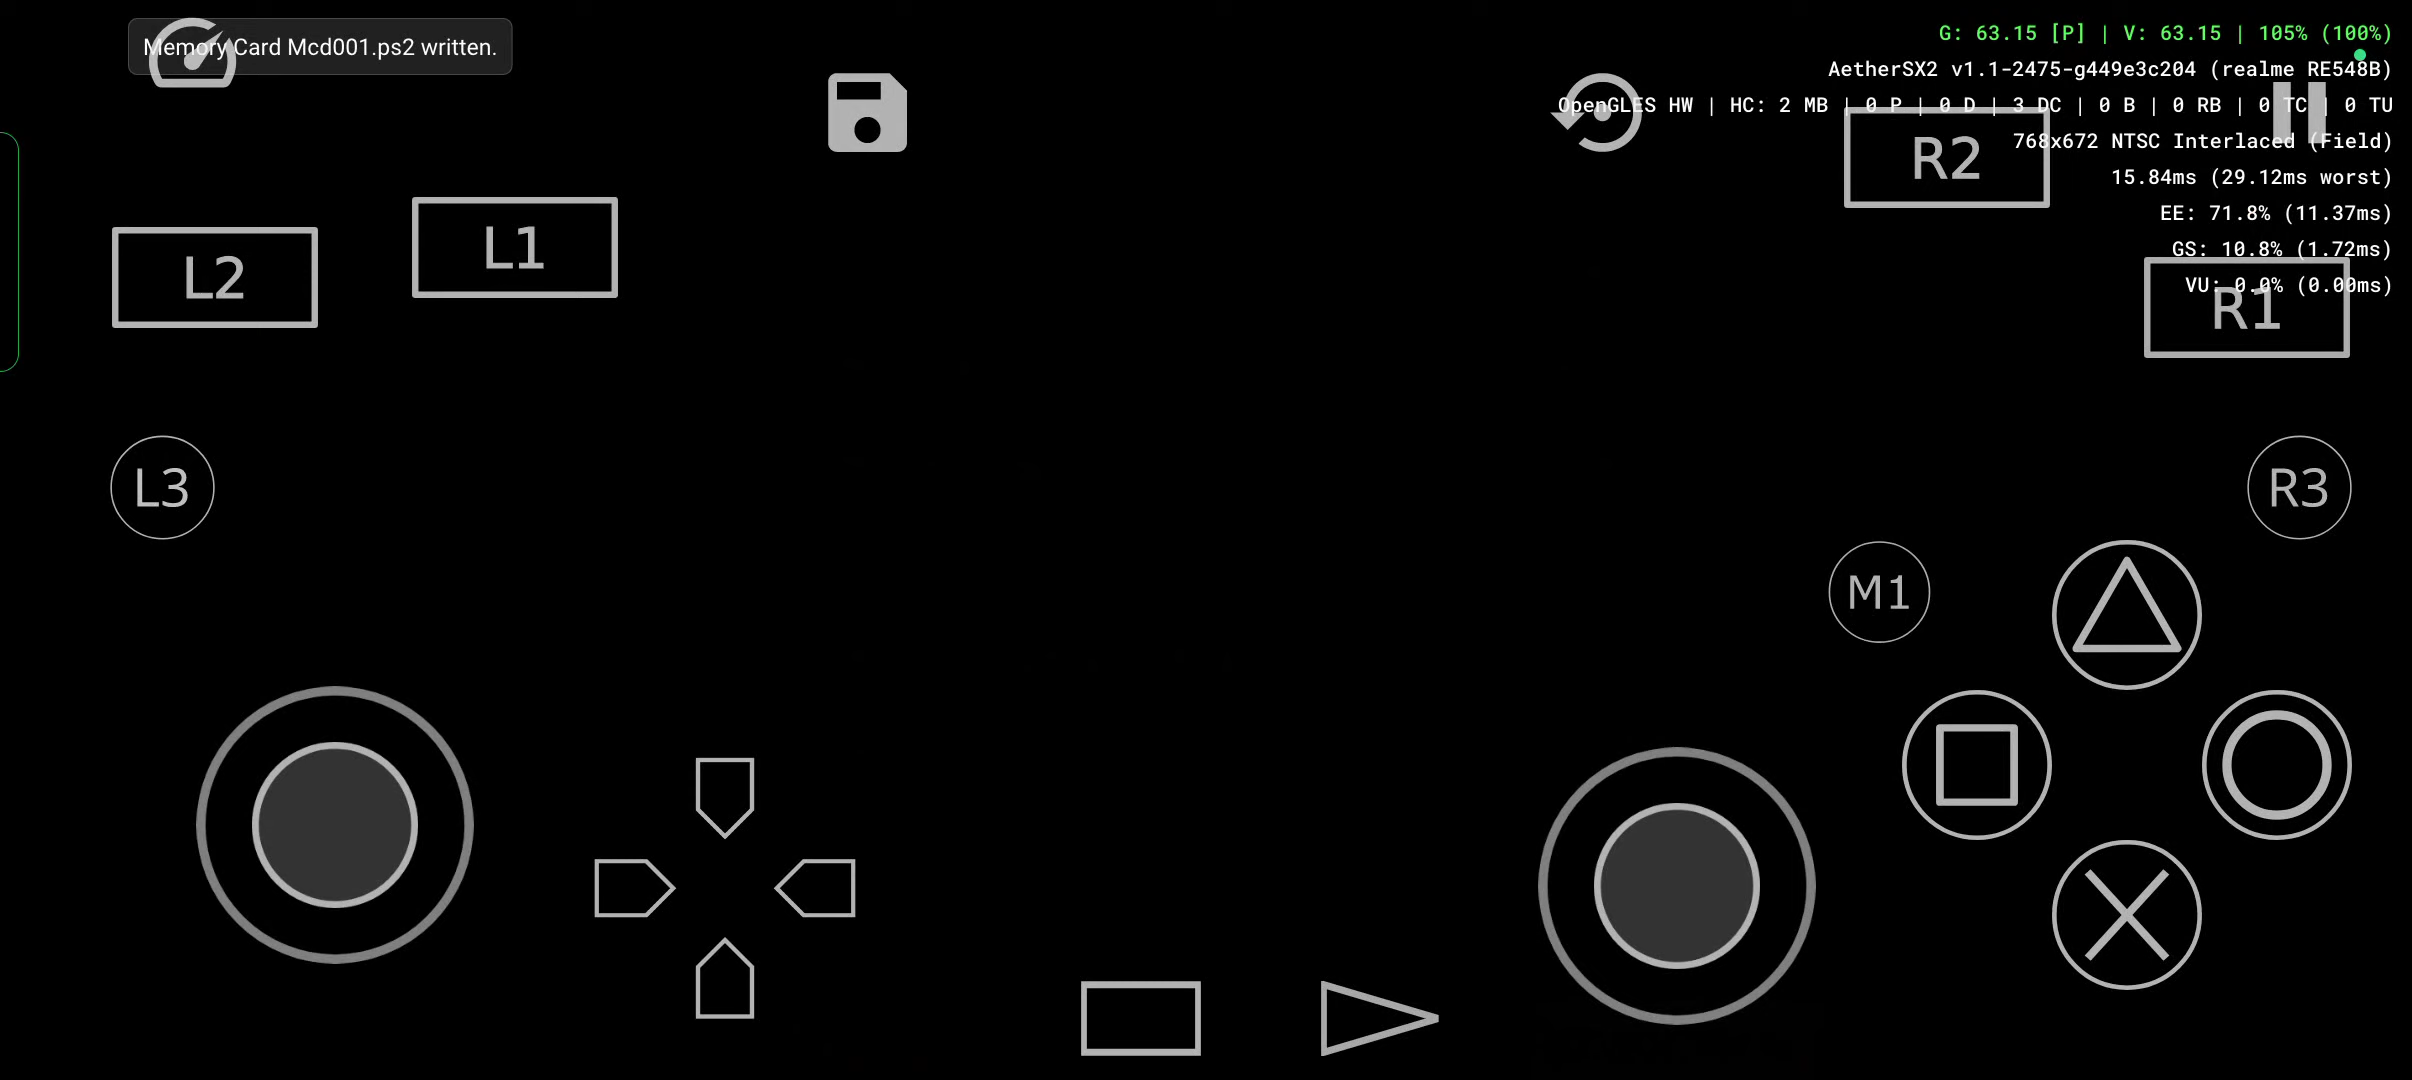 Memory Card Mcd001.ps2 written.
G: 63.15 [P] | V: 63.15 | 105% (100%)
AetherSX2 v1.1-2475-g449e3c204 (realme RE548B)
OpenGLES HW | HC: 2 MB | 0 P | 0 D | 3 DC | 0 B | 0 RB | 0 TC | 0 TU
768x672 NTSC Interlaced (Field)
15.84ms (29.12ms worst)
EE: 71.8% (11.37ms)
GS: 10.8% (1.72ms)
VU: 0.0% (0.00ms)
R2
L1
L2
R1
L3
R3
M1